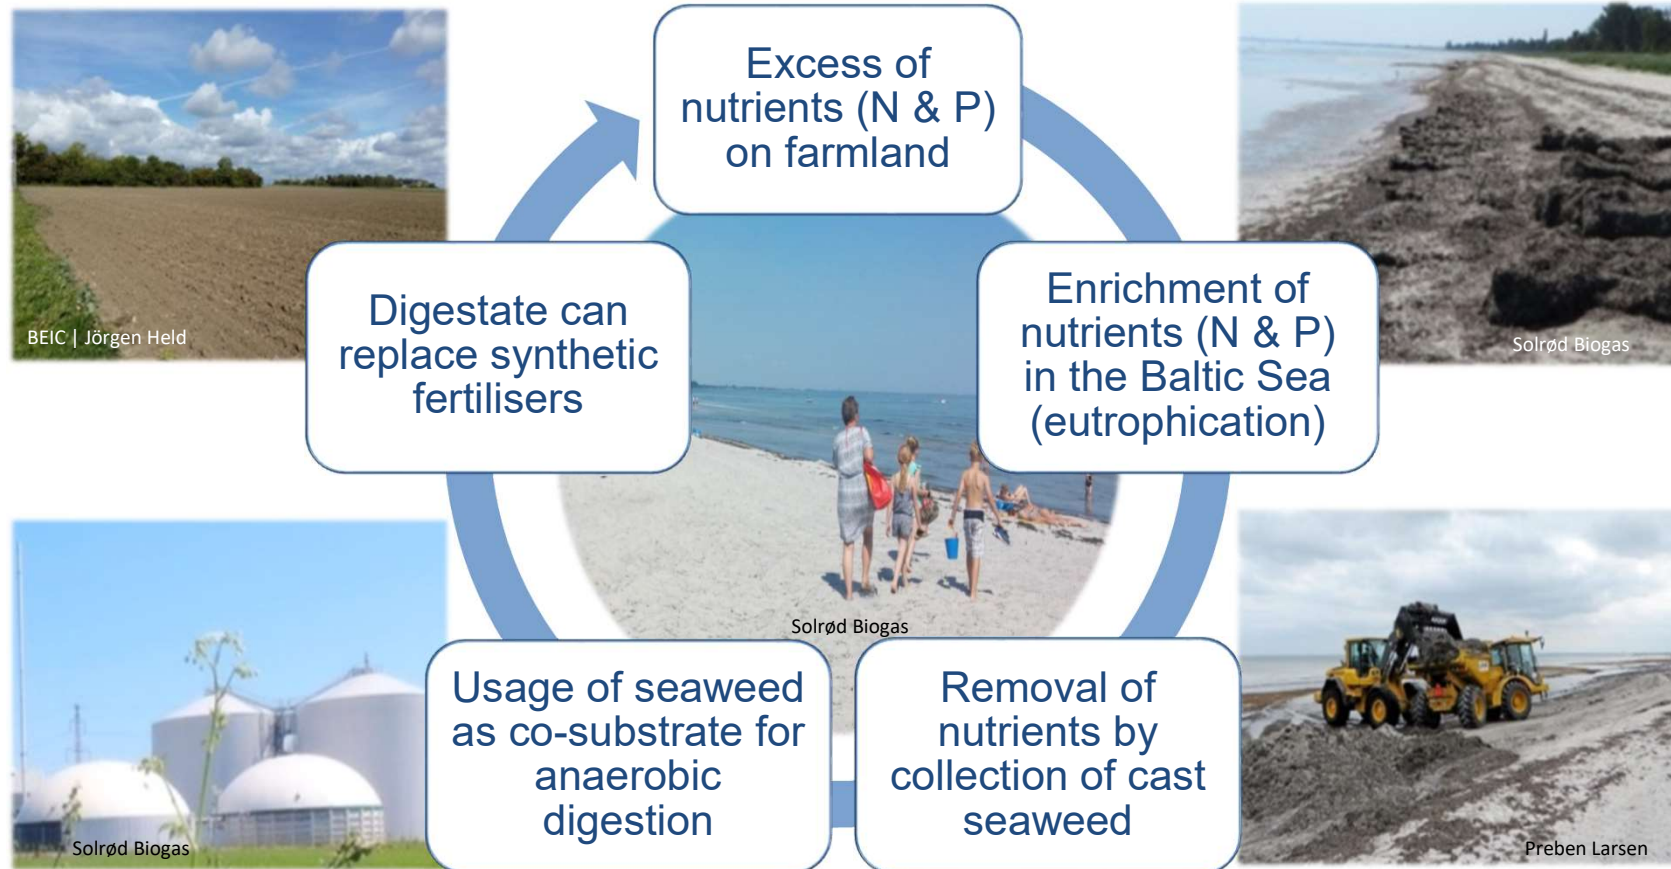 Excess of
nutrients (N & P)
on farmland
Enrichment of
nutrients (N & P)
in the Baltic Sea
(eutrophication)
Removal of
nutrients by
collection of cast
seaweed
Usage of seaweed
as co-substrate for
anaerobic
digestion
Digestate can
replace synthetic
fertilisers
BEIC | Jörgen Held
Solrød Biogas
Solrød Biogas
Solrød Biogas
Preben Larsen